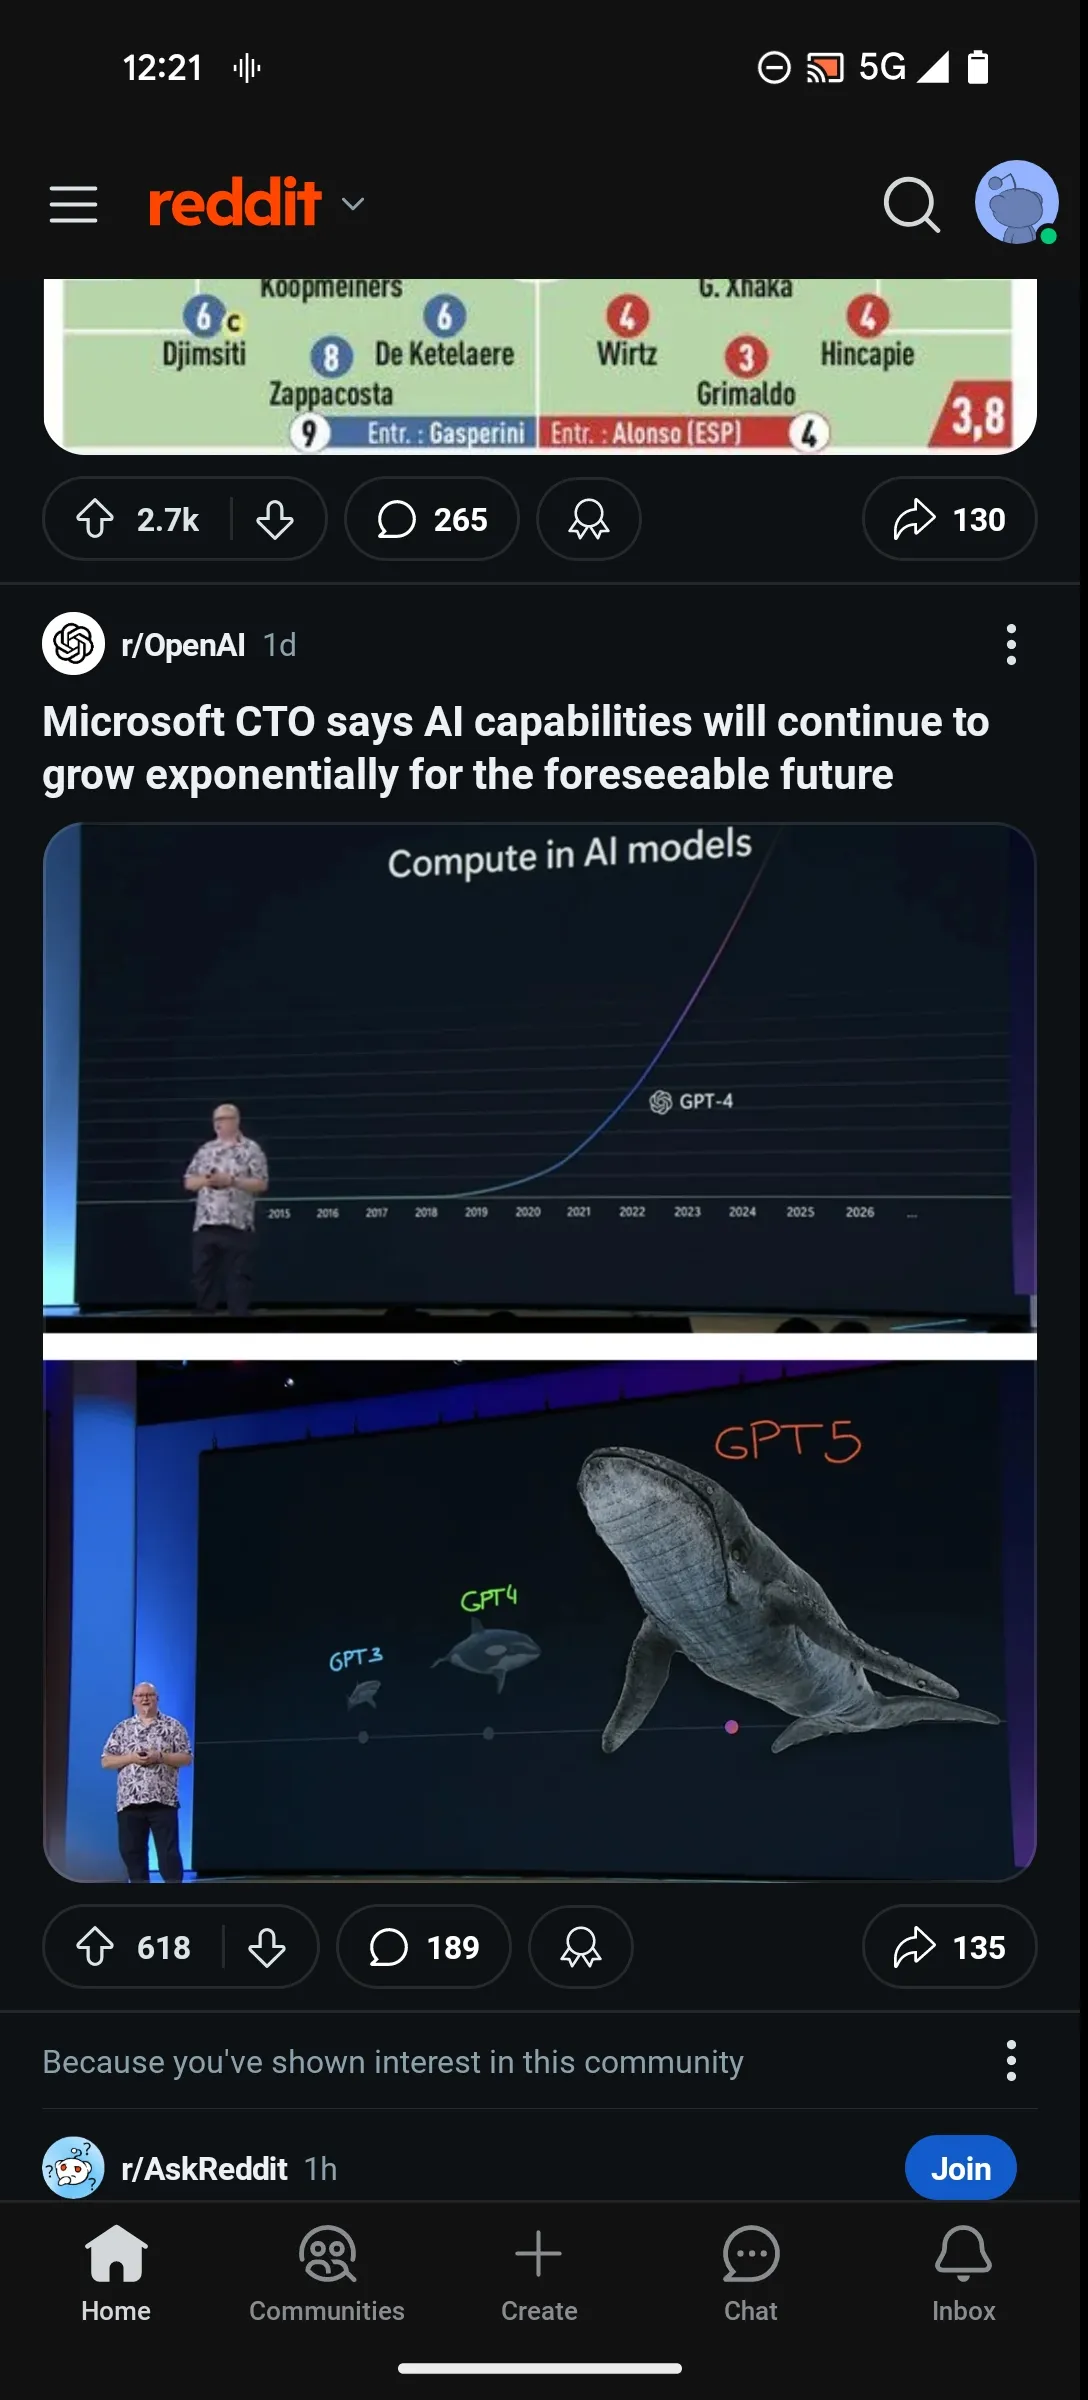 12:21
5G
reddit
Koopmeiners
G. Xhaka
6 c
6
4
4
Djimsiti
8
De Ketelaere
Wirtz
3
Hincapie
Zappacosta
Grimaldo
9
Entr. : Gasperini
Entr. : Alonso (ESP)
4
3,8
2.7k
265
130
r/OpenAI 1d
Microsoft CTO says AI capabilities will continue to
grow exponentially for the foreseeable future
Compute in AI models
GPT-4
2015 2016 2017 2018 2019 2020 2021 2022 2023 2024 2025 2026 ...
GPT5
GPT4
GPT3
618
189
135
Because you've shown interest in this community
r/AskReddit 1h
Join
Home
Communities
Create
Chat
Inbox